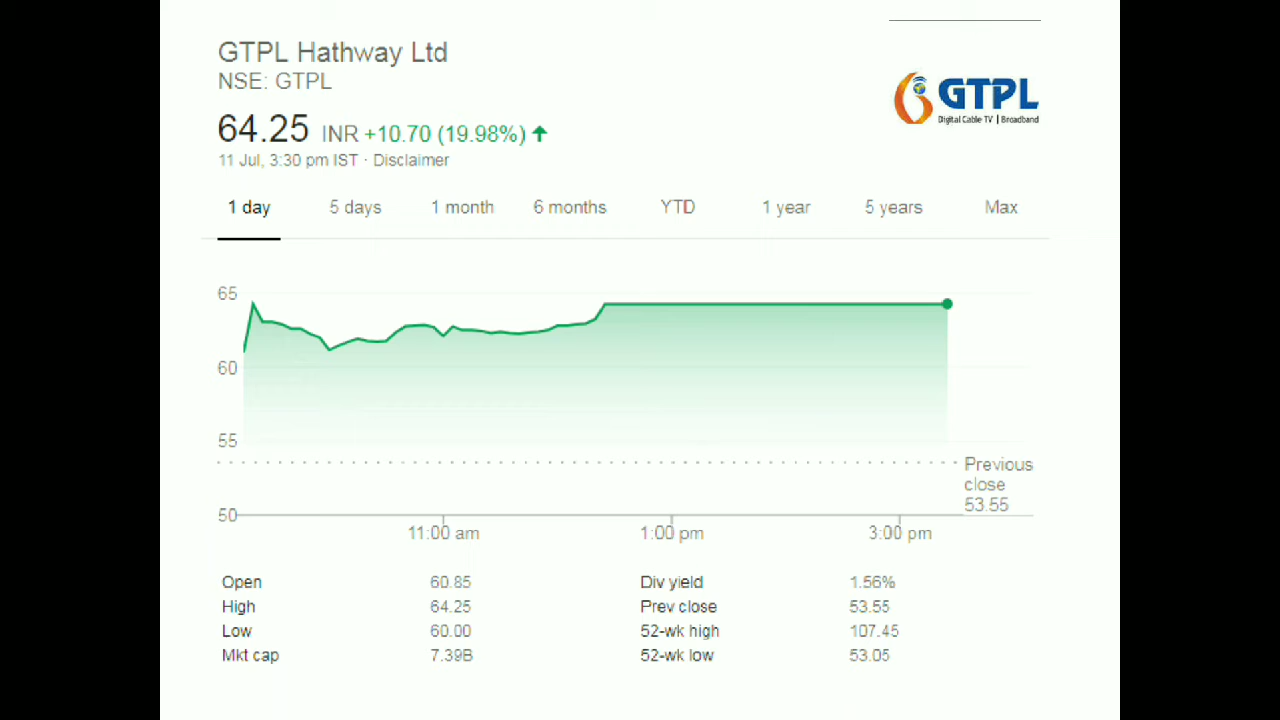 GTPL Hathway Ltd
NSE: GTPL
GTPL
Digital Cable TV | Broadband
64.25 INR +10.70 (19.98%)
11 Jul, 3:30 pm IST · Disclaimer
1 day 5 days 1 month 6 months YTD 1 year 5 years Max
65
60
55
Previous
close
53.55
50
11:00 am 1:00 pm 3:00 pm
Open 60.85 Div yield 1.56%
High 64.25 Prev close 53.55
Low 60.00 52-wk high 107.45
Mkt cap 7.39B 52-wk low 53.05